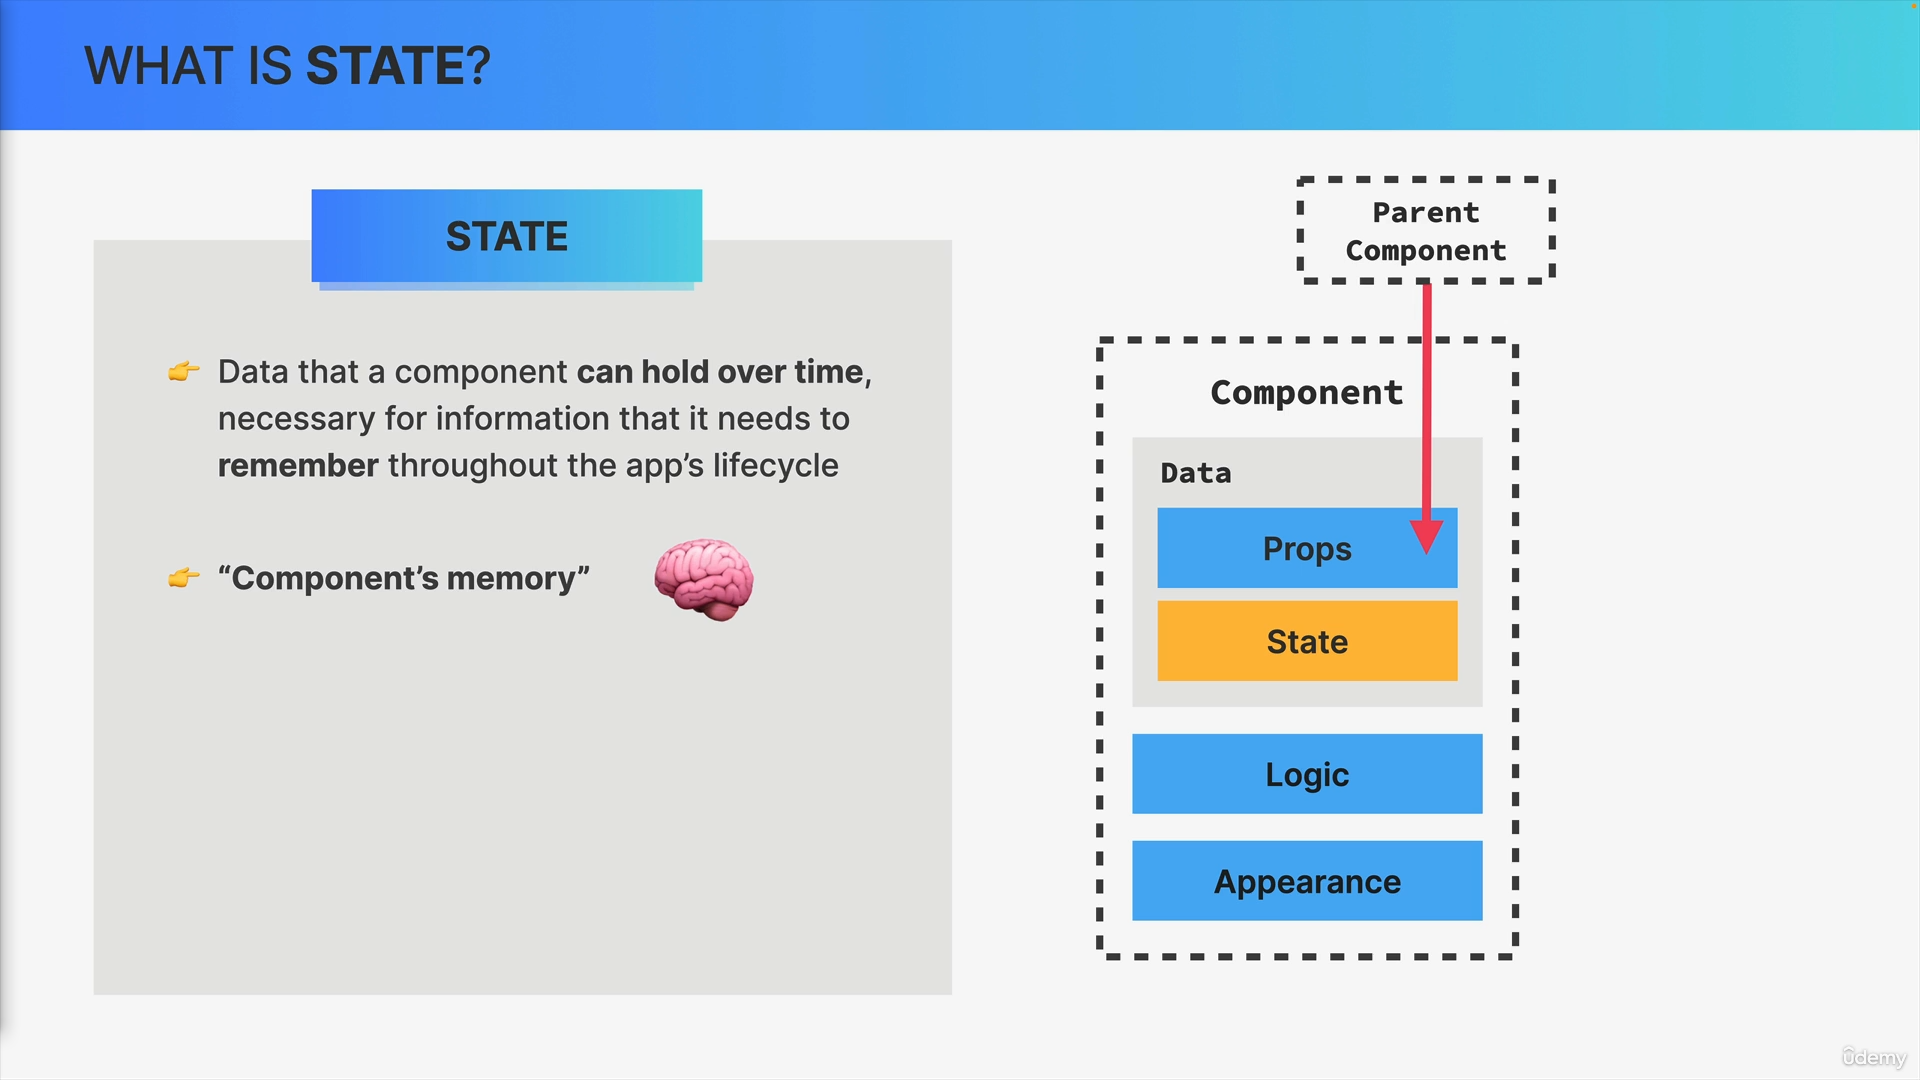 WHAT IS STATE?
STATE
👉 Data that a component can hold over time,
necessary for information that it needs to
remember throughout the app’s lifecycle
👉 “Component’s memory”
Parent
Component
Component
Data
Props
State
Logic
Appearance
ûdemy